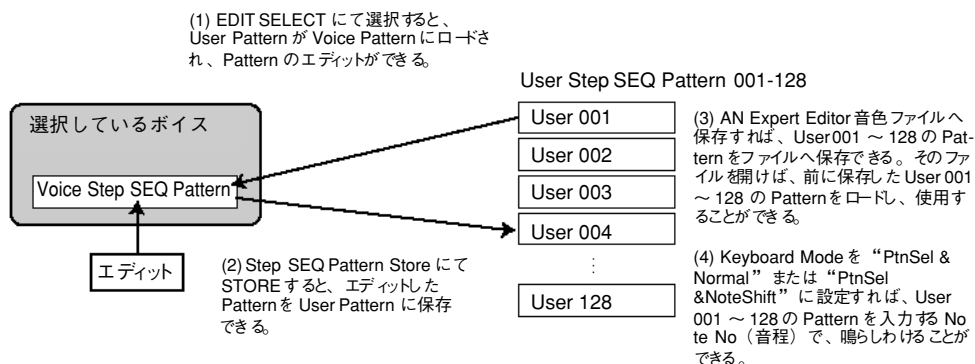 (1) EDIT SELECT にて選択すると、
User Pattern が Voice Pattern にロードさ
れ、Pattern のエディットができる。
User Step SEQ Pattern 001-128
選択しているボイス
Voice Step SEQ Pattern
エディット
(2) Step SEQ Pattern Store にて
STORE すると、エディットした
Pattern を User Pattern に保存
できる。
User 001
User 002
User 003
User 004
⋮
User 128
(3) AN Expert Editor 音色ファイルへ
保存すれば、User001 ～ 128 の Pat-
tern をファイルへ保存できる。そのファ
イルを開けば、前に保存した User 001
～ 128 の Pattern をロードし、使用す
ることができる。
(4) Keyboard Mode を “PtnSel &
Normal” または “PtnSel
&NoteShift” に設定すれば、User
001 ～ 128 の Pattern を入力する No
te No（音程）で、鳴らしわけることが
できる。